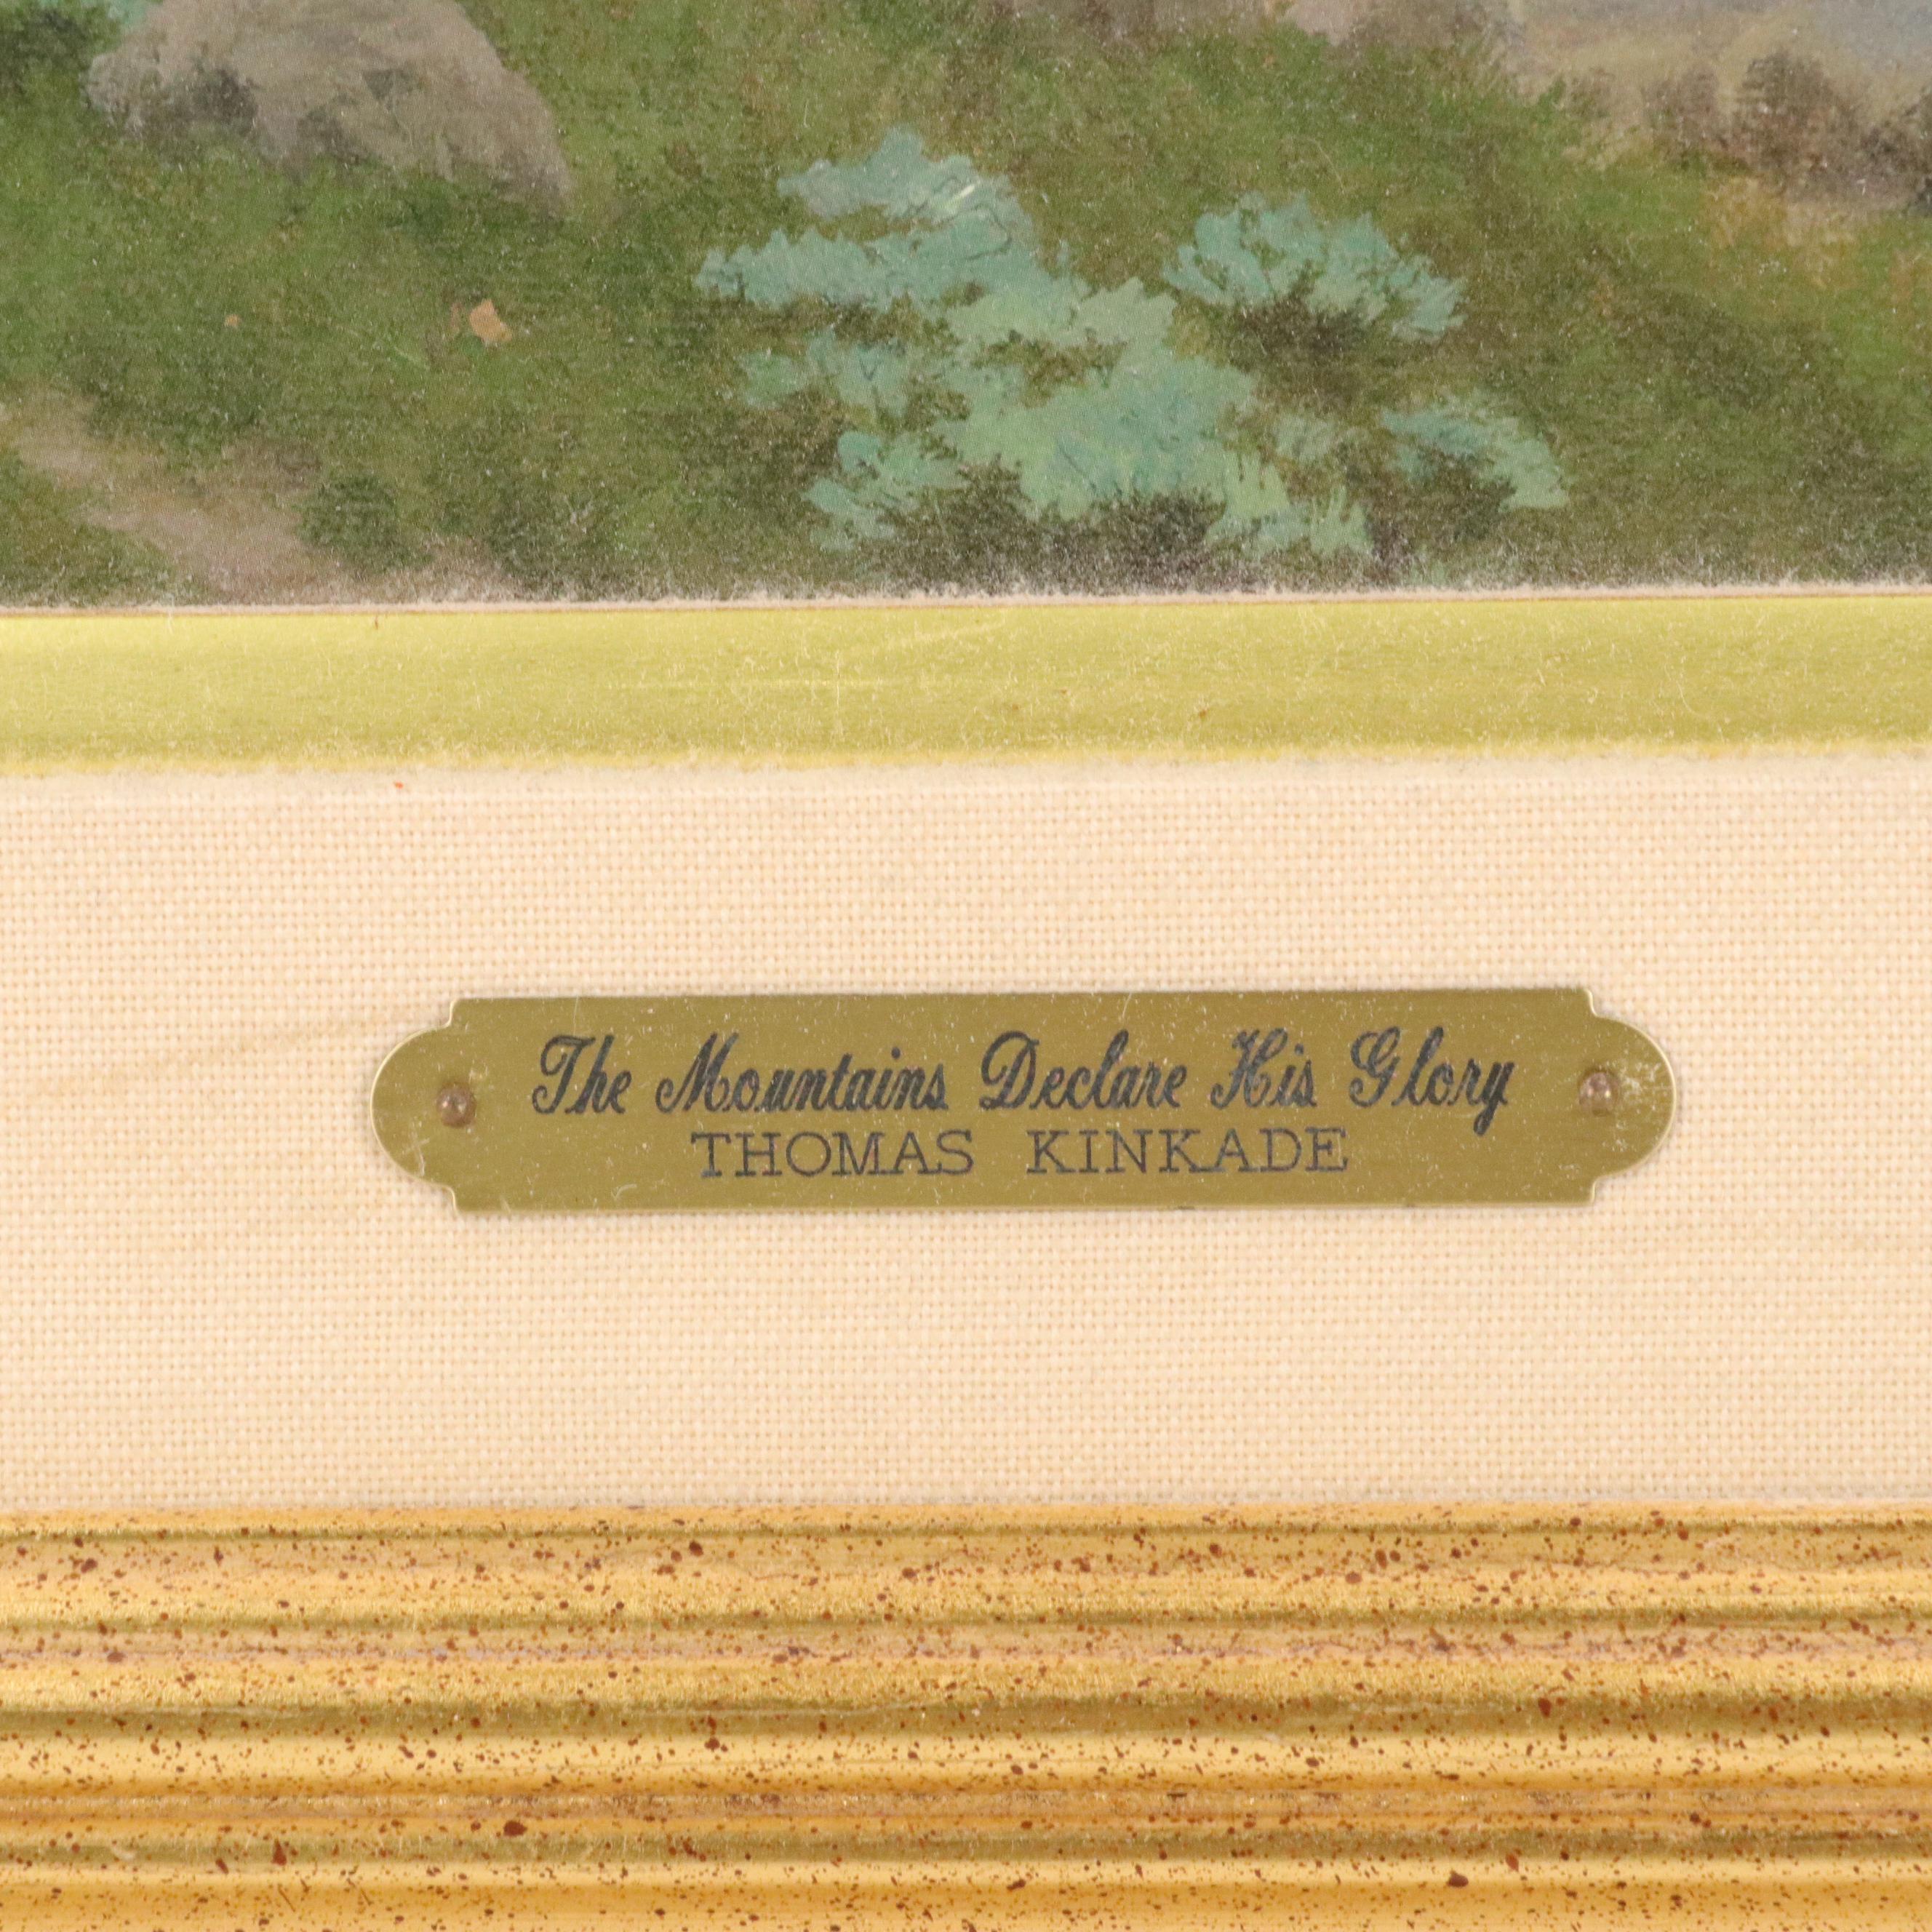 The Mountains Declare His Glory
THOMAS KINKADE